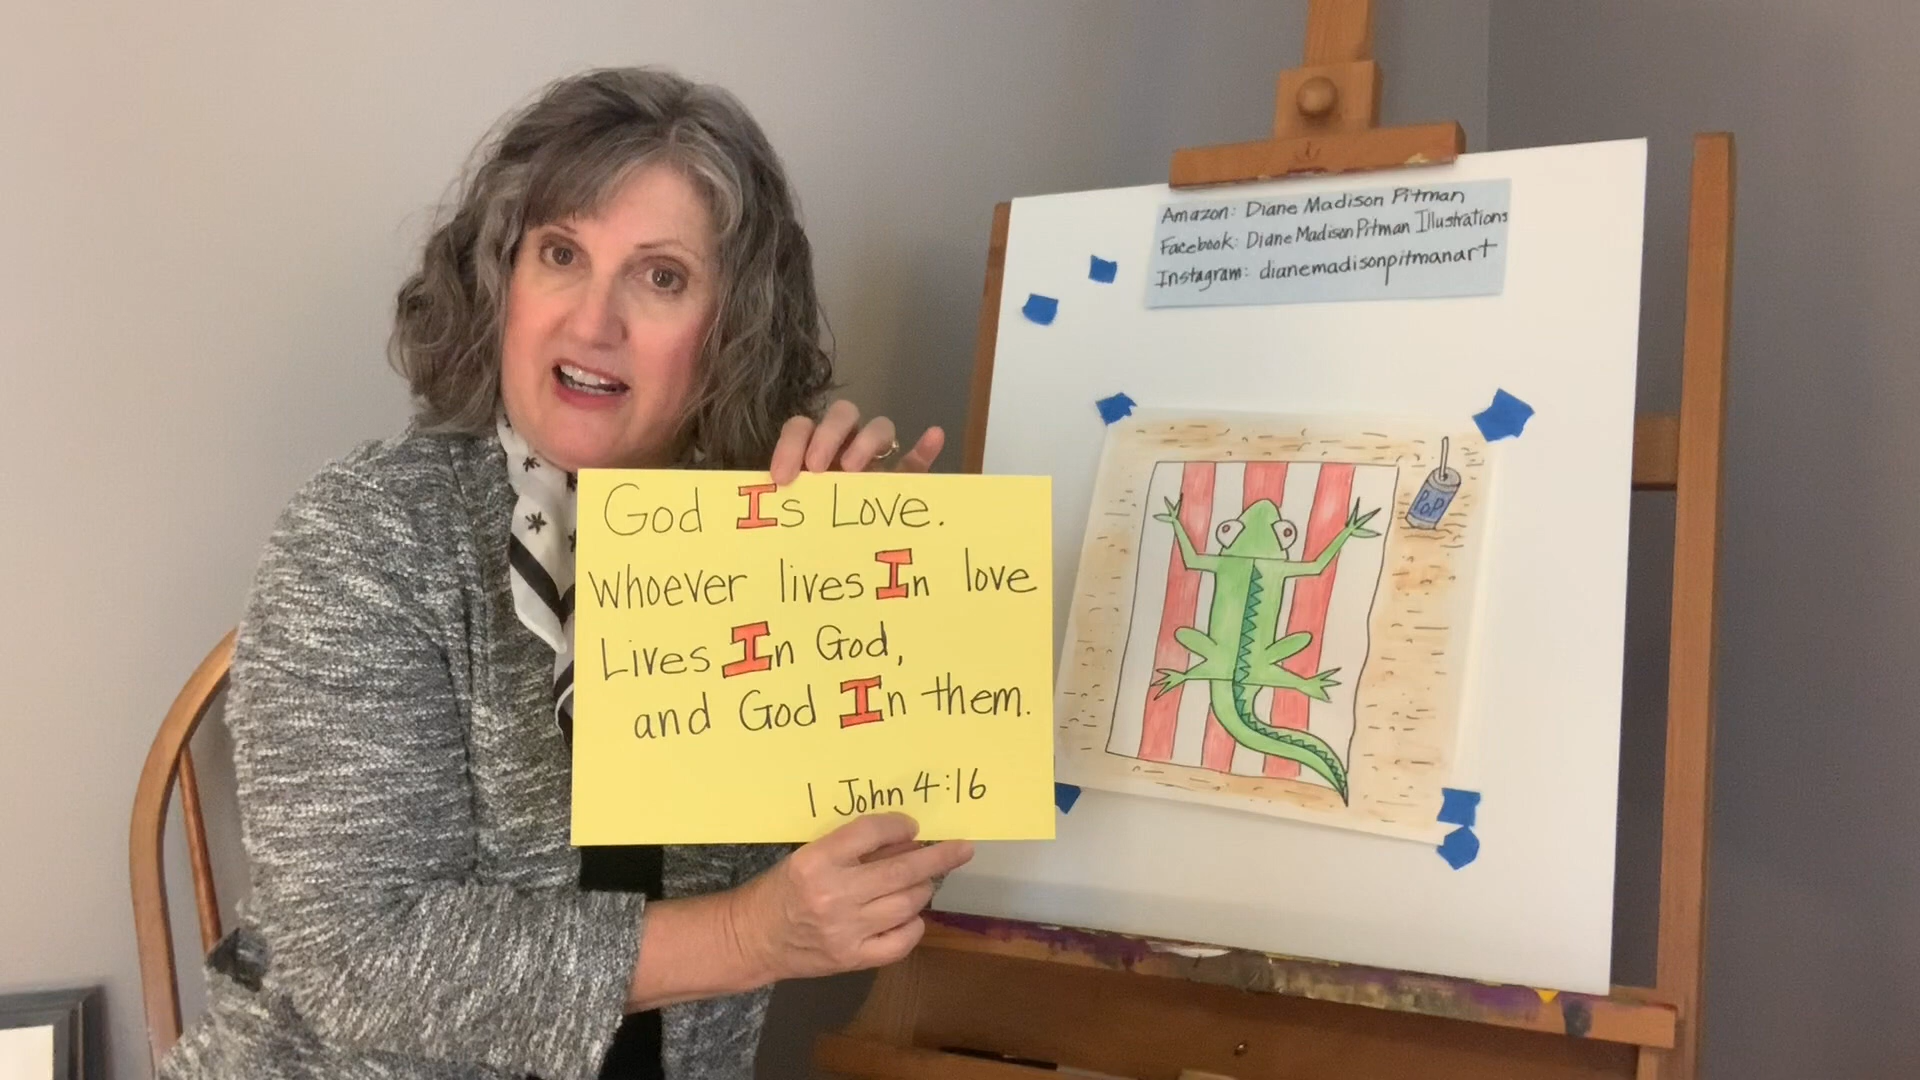 God Is Love.
Whoever lives In love
Lives In God,
and God In them.
1 John 4:16
Amazon: Diane Madison Pitman
Facebook: Diane Madison Pitman Illustrations
Instagram: dianemadisonpitmanart
PoP